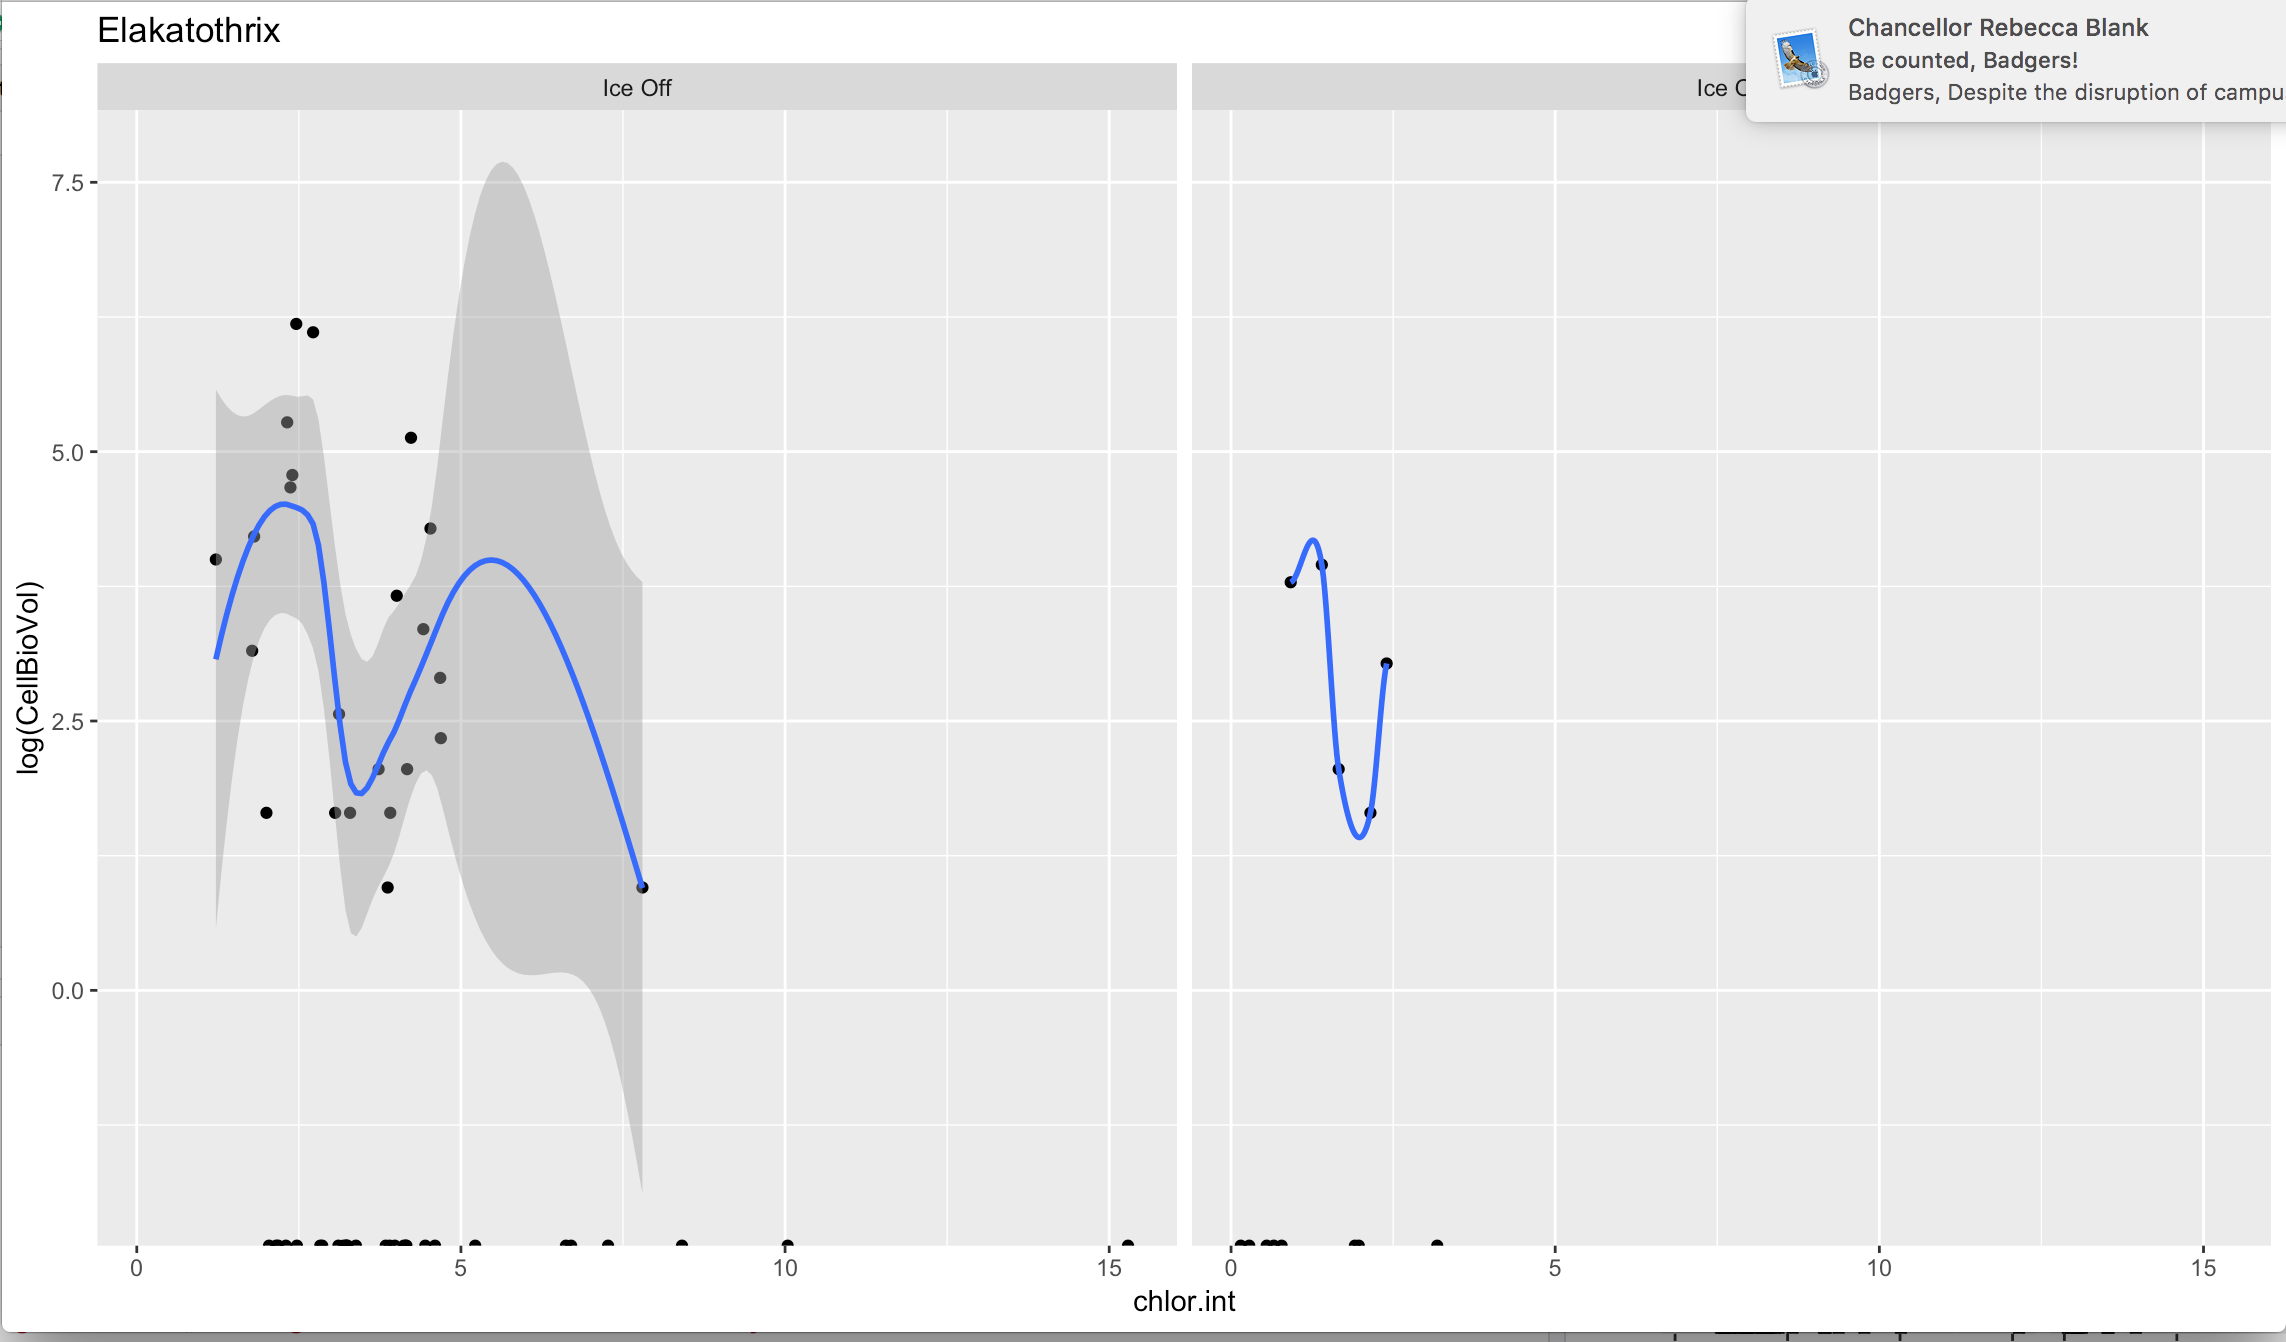 Elakatothrix
Chancellor Rebecca Blank
Be counted, Badgers!
Badgers, Despite the disruption of campu
Ice Off
Ice
7.5
5.0
2.5
0.0
log(CellBioVol)
0 5 10 15
0 5 10 15
chlor.int